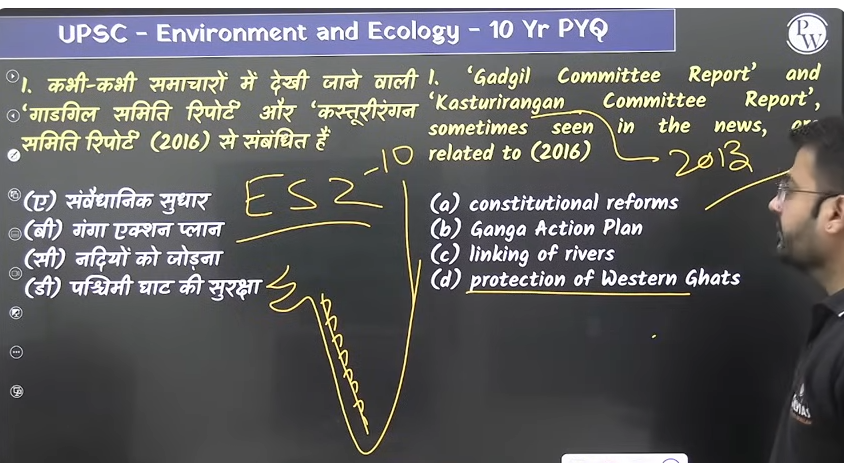 UPSC - Environment and Ecology - 10 Yr PYQ
PW
1. कभी-कभी समाचारों में देखी जाने वाली
'गाडगिल समिति रिपोर्ट' और 'कस्तूरीरंगन
समिति रिपोर्ट' (2016) से संबंधित हैं
(ए) संवैधानिक सुधार
(बी) गंगा एक्शन प्लान
(सी) नदियों को जोड़ना
(डी) पश्चिमी घाट की सुरक्षा
1. 'Gadgil Committee Report' and
'Kasturirangan Committee Report',
sometimes seen in the news, are
related to (2016)
(a) constitutional reforms
(b) Ganga Action Plan
(c) linking of rivers
(d) protection of Western Ghats
ESZ
-10